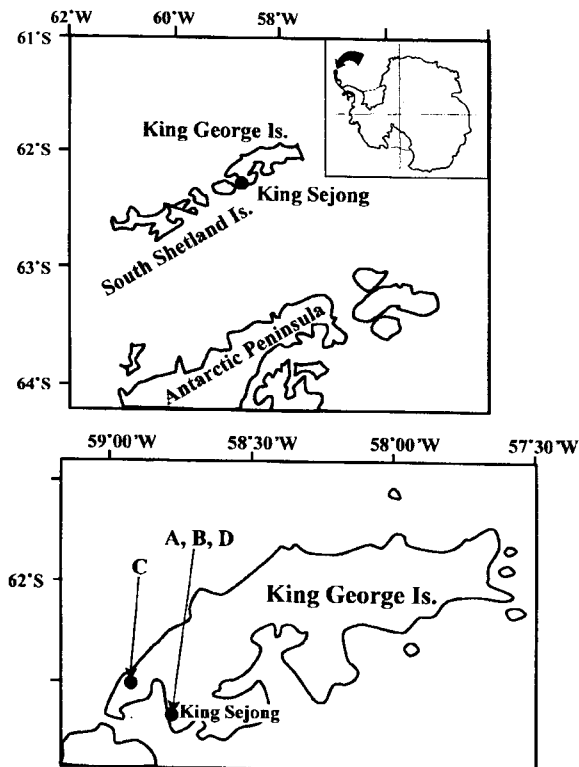 62°W 60°W 58°W
61°S
62°S
63°S
64°S
King George Is.
King Sejong
South Shetland Is.
Antarctic Peninsula
59°00'W 58°30'W 58°00'W 57°30'W
62°S
A, B, D
C
King George Is.
King Sejong